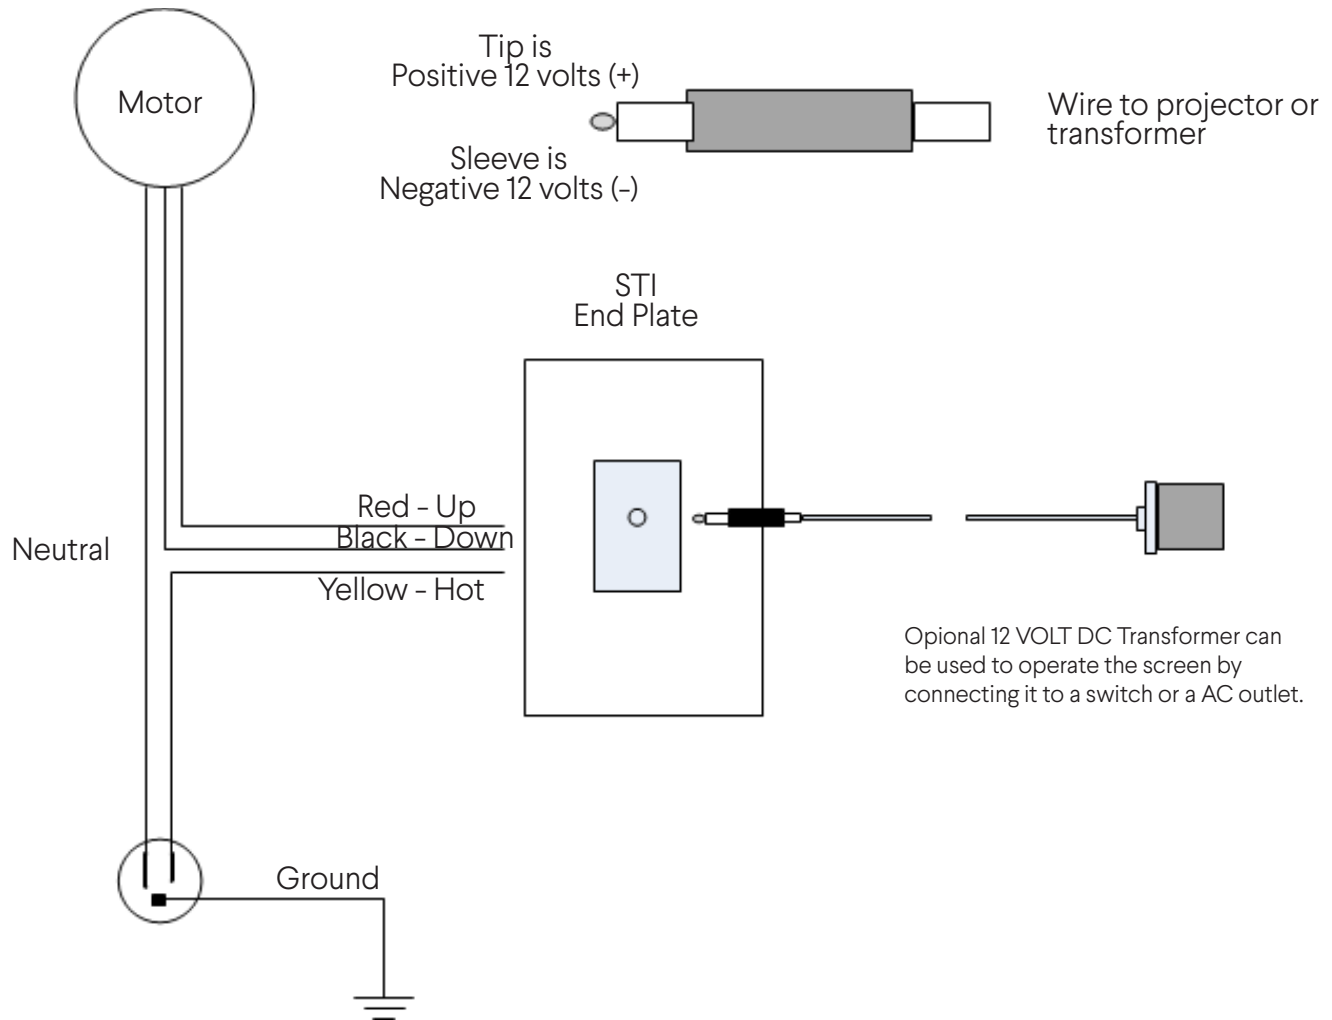 Motor
Tip is
Positive 12 volts (+)
Sleeve is
Negative 12 volts (-)
Wire to projector or
transformer
STI
End Plate
Red - Up
Black - Down
Neutral
Yellow - Hot
Opional 12 VOLT DC Transformer can
be used to operate the screen by
connecting it to a switch or a AC outlet.
Ground